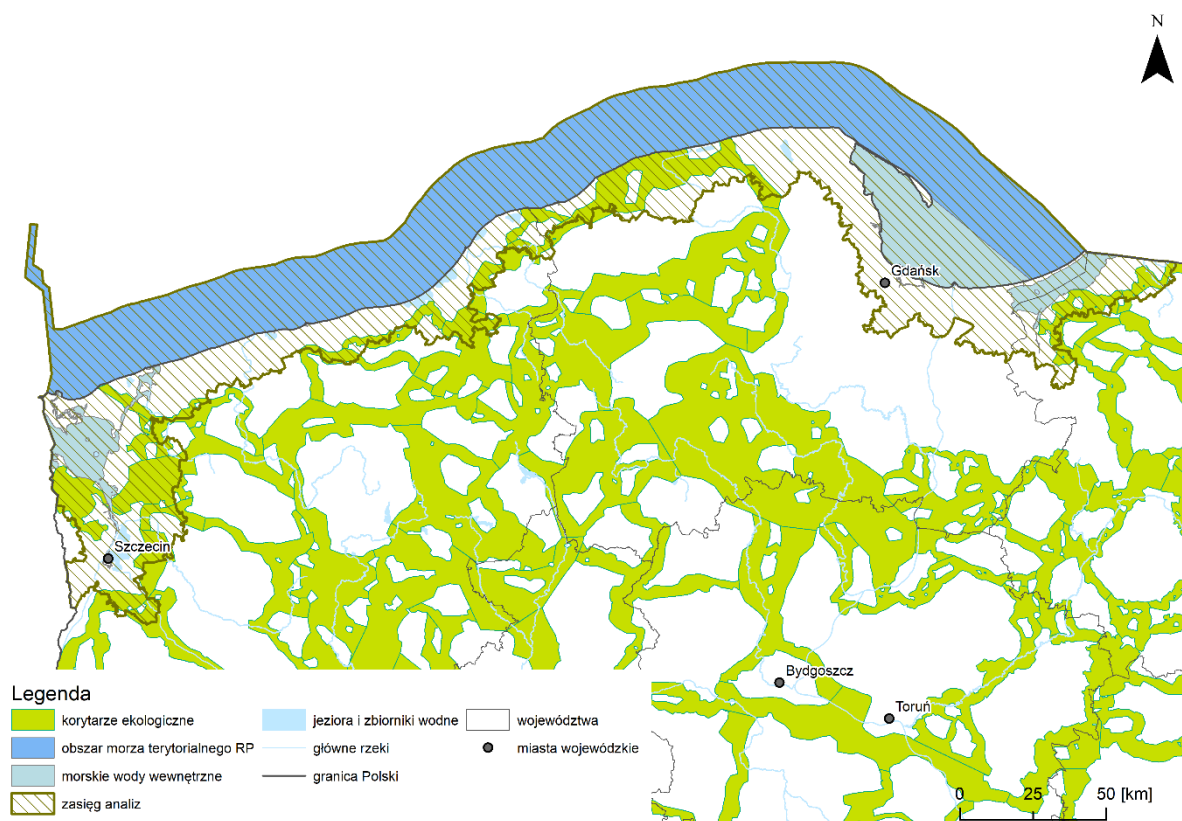 N
Gdańsk
Szczecin
Bydgoszcz
Toruń
Legenda
korytarze ekologiczne
obszar morza terytorialnego RP
morskie wody wewnętrzne
zasięg analiz
jeziora i zbiorniki wodne
główne rzeki
granica Polski
województwa
miasta wojewódzkie
0 25 50 [km]